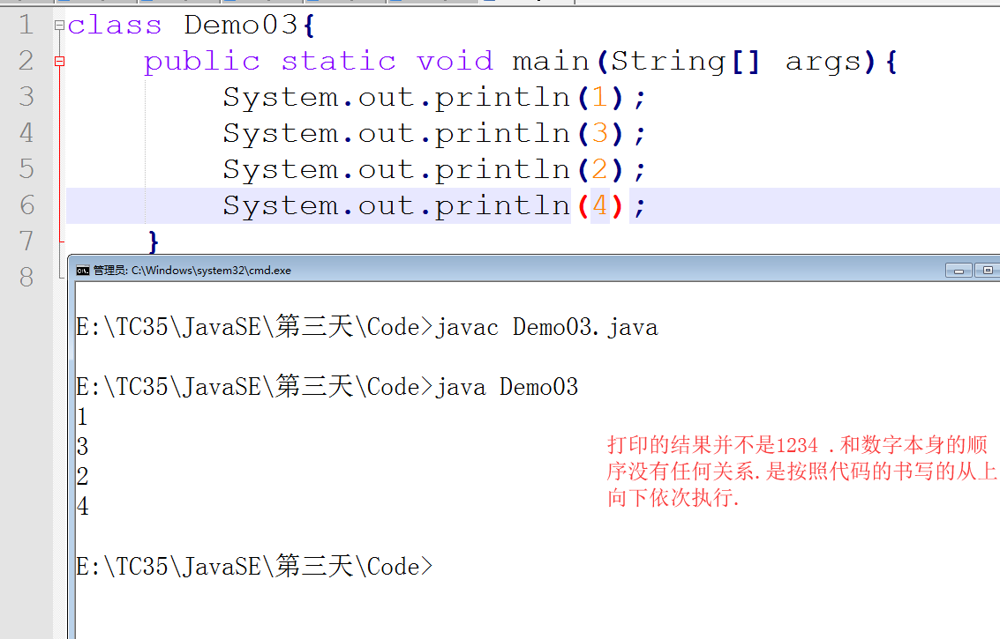 1 class Demo03{
2 public static void main(String[] args){
3 System.out.println(1);
4 System.out.println(3);
5 System.out.println(2);
6 System.out.println(4);
7 }
8
管理员: C:\Windows\system32\cmd.exe
E:\TC35\JavaSE\第三天\Code>javac Demo03.java
E:\TC35\JavaSE\第三天\Code>java Demo03
1
3
2
4
打印的结果并不是1234 .和数字本身的顺
序没有任何关系.是按照代码的书写的从上
向下依次执行.
E:\TC35\JavaSE\第三天\Code>